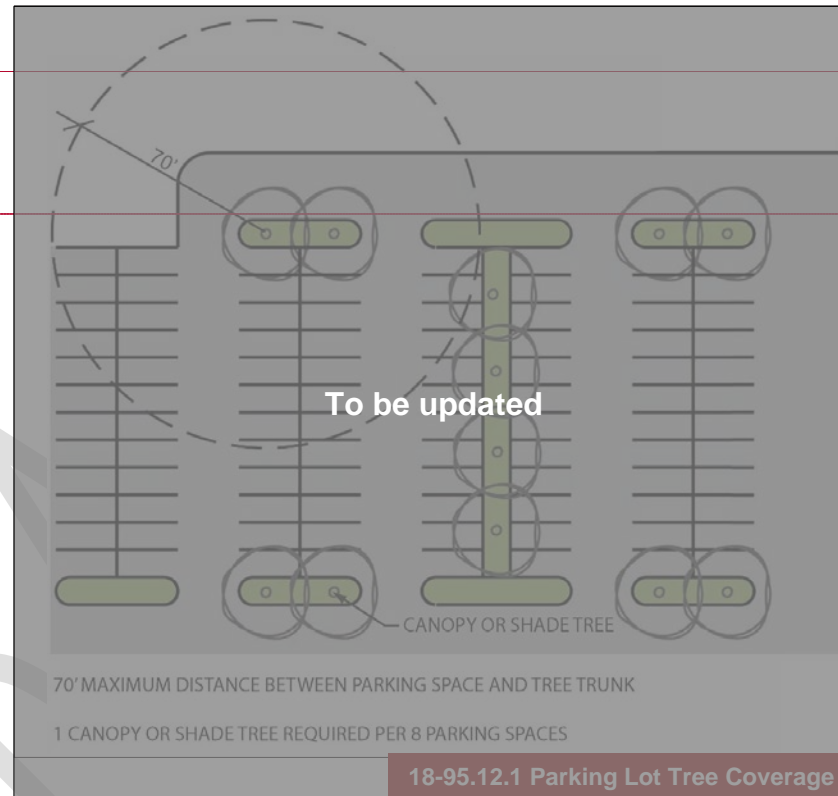 70'
To be updated
CANOPY OR SHADE TREE
70' MAXIMUM DISTANCE BETWEEN PARKING SPACE AND TREE TRUNK
1 CANOPY OR SHADE TREE REQUIRED PER 8 PARKING SPACES
18-95.12.1 Parking Lot Tree Coverage